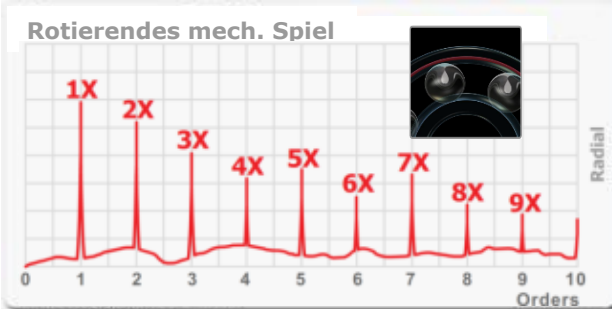 Rotierendes mech. Spiel
1X
2X
3X
4X
5X
6X
7X
8X
9X
Radial
0 1 2 3 4 5 6 7 8 9 10
Orders